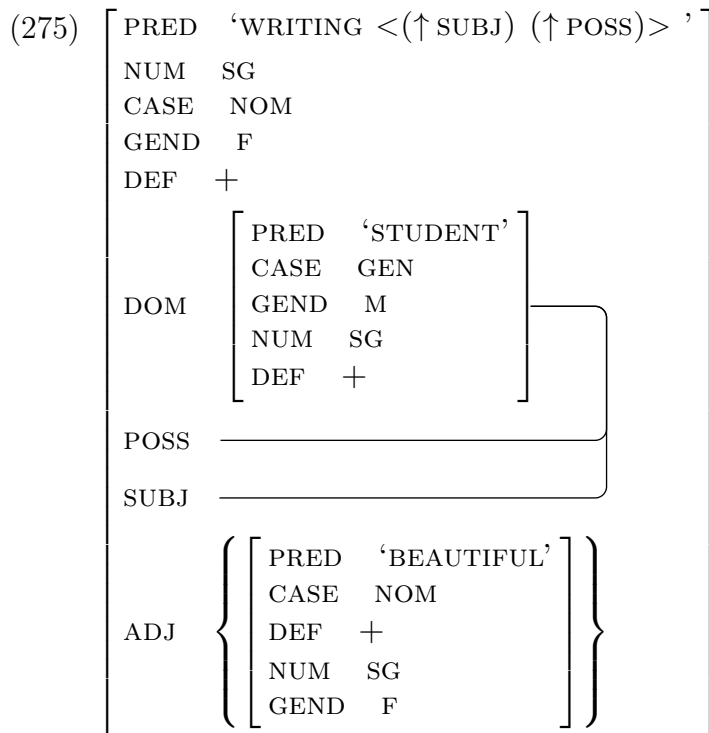 (275) PRED ‘WRITING <(↑ SUBJ) (↑ POSS)> ’
NUM SG
CASE NOM
GEND F
DEF +
PRED ‘STUDENT’
CASE GEN
DOM GEND M
NUM SG
DEF +
POSS
SUBJ
PRED ‘BEAUTIFUL’
CASE NOM
ADJ DEF +
NUM SG
GEND F